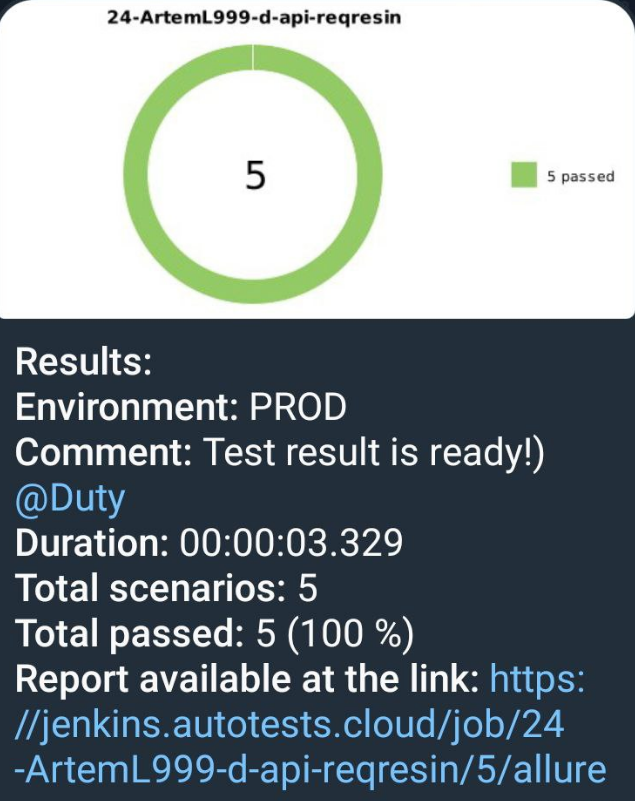 24-ArtemL999-d-api-reqresin
5
5 passed
Results:
Environment: PROD
Comment: Test result is ready!)
@Duty
Duration: 00:00:03.329
Total scenarios: 5
Total passed: 5 (100 %)
Report available at the link: https:
//jenkins.autotests.cloud/job/24
-ArtemL999-d-api-reqresin/5/allure